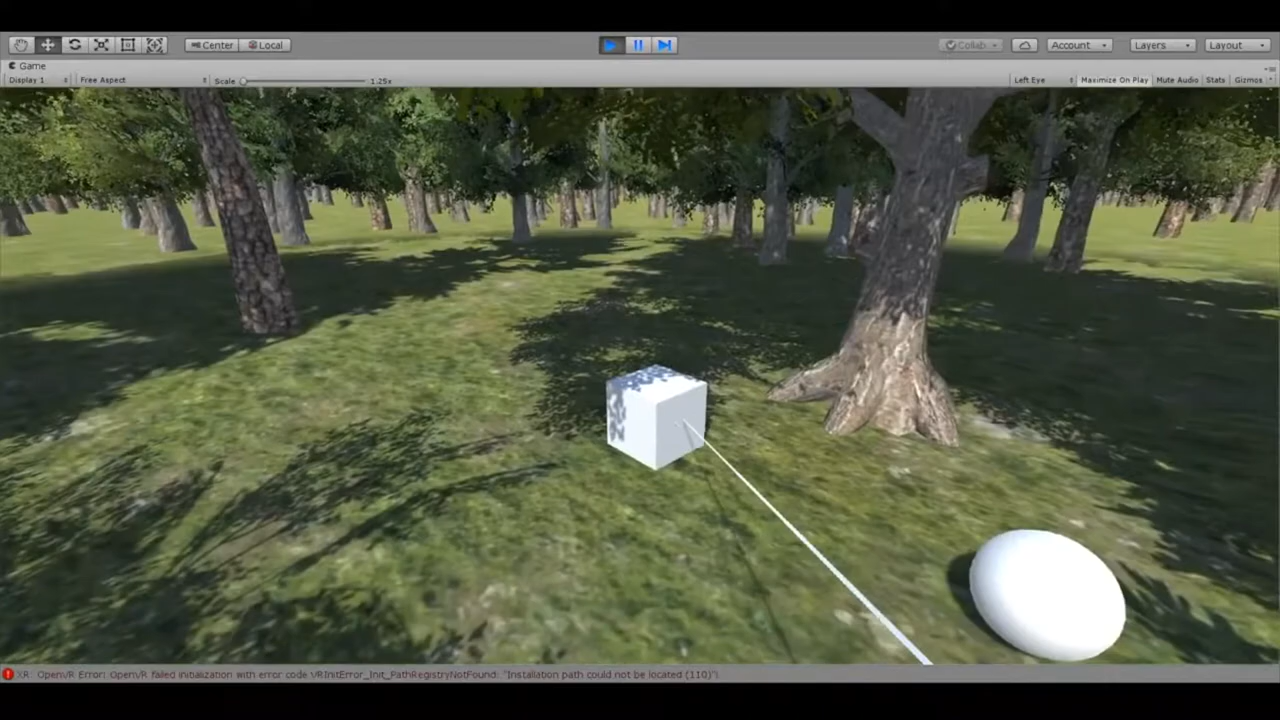 Center Local Collab Account Layers Layout
Game
Display 1 Free Aspect Scale 1.25x Left Eye Maximize On Play Mute Audio Stats Gizmos
XR: OpenVR Error: OpenVR failed initialization with error code VRInitError_Init_PathRegistryNotFound: "Installation path could not be located (110)"!